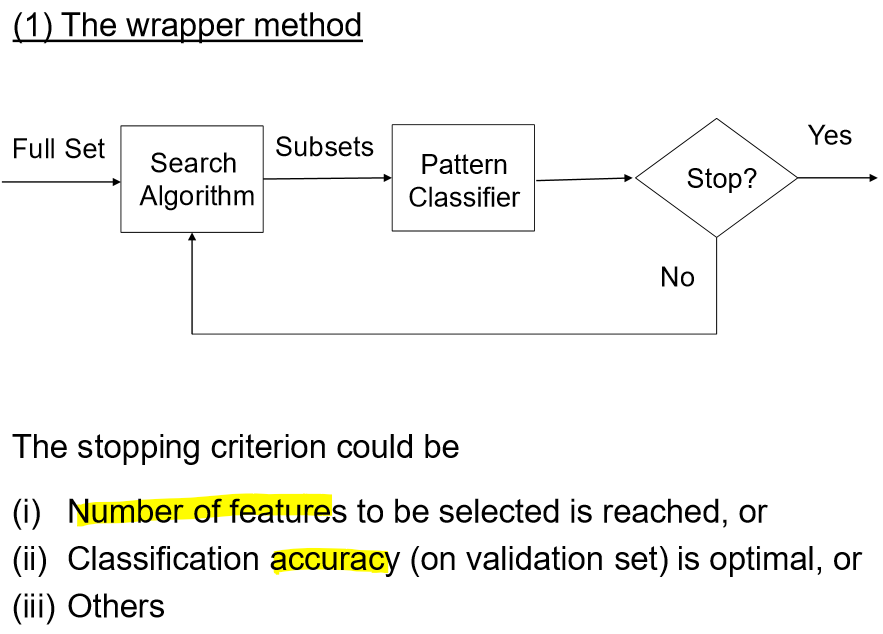 (1) The wrapper method
Full Set
Search
Algorithm
Subsets
Pattern
Classifier
Stop?
Yes
No
The stopping criterion could be
(i) Number of features to be selected is reached, or
(ii) Classification accuracy (on validation set) is optimal, or
(iii) Others